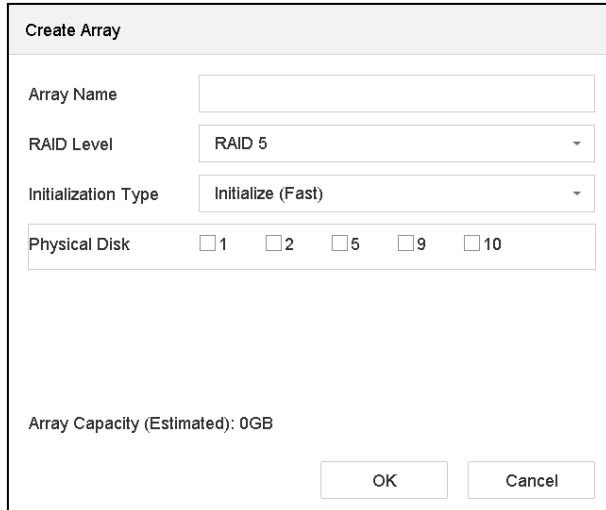 Create Array
Array Name
RAID Level RAID 5
Initialization Type Initialize (Fast)
Physical Disk 1 2 5 9 10
Array Capacity (Estimated): 0GB
OK Cancel